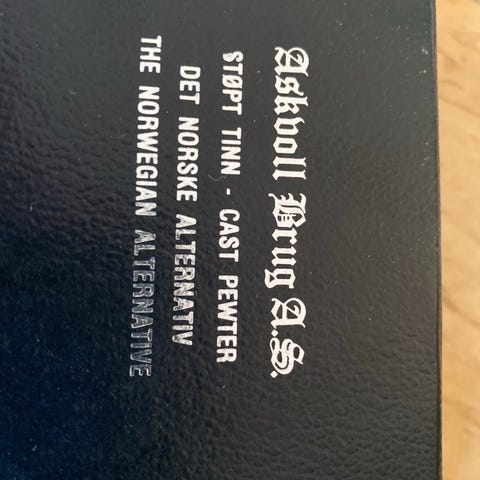 Askvoll Brug A.S.
STØPT TINN - CAST PEWTER
DET NORSKE ALTERNATIV
THE NORWEGIAN ALTERNATIVE